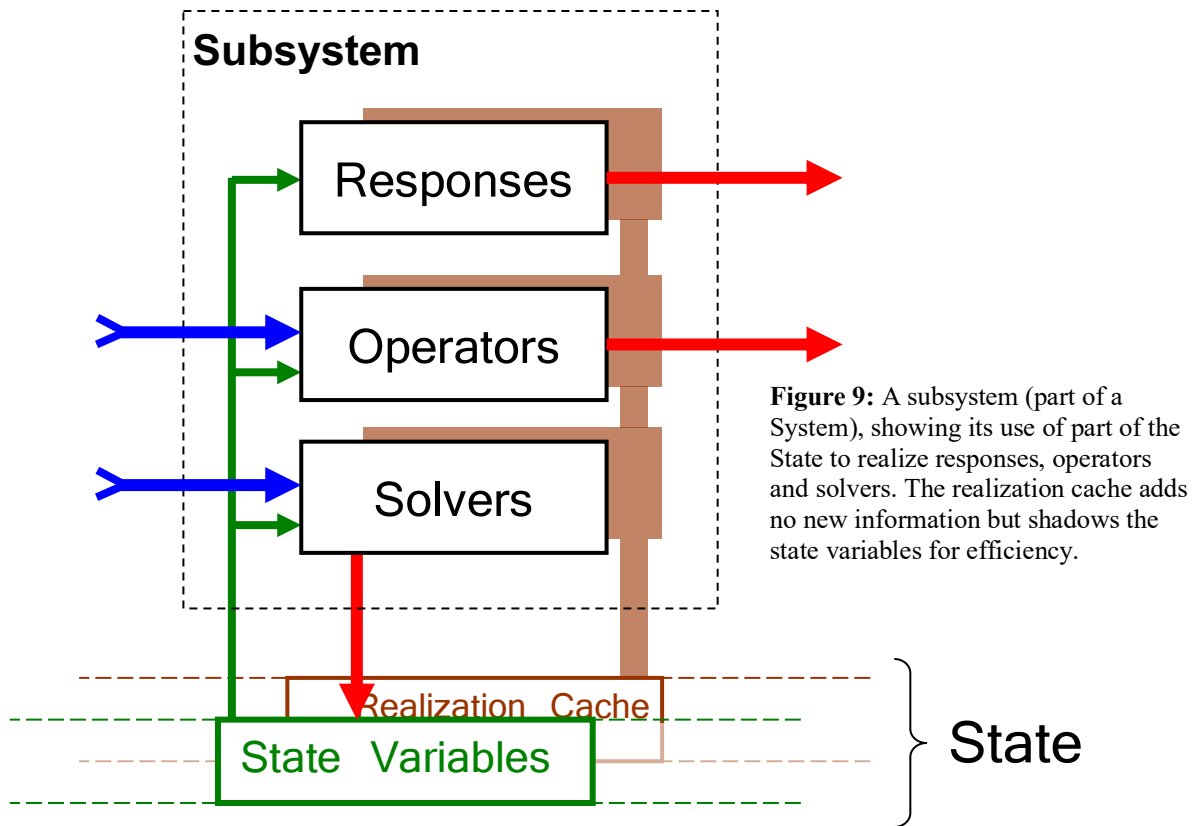 Subsystem
Responses
Operators
Solvers
Figure 9: A subsystem (part of a
System), showing its use of part of the
State to realize responses, operators
and solvers. The realization cache adds
no new information but shadows the
state variables for efficiency.
Realization Cache
State Variables
State